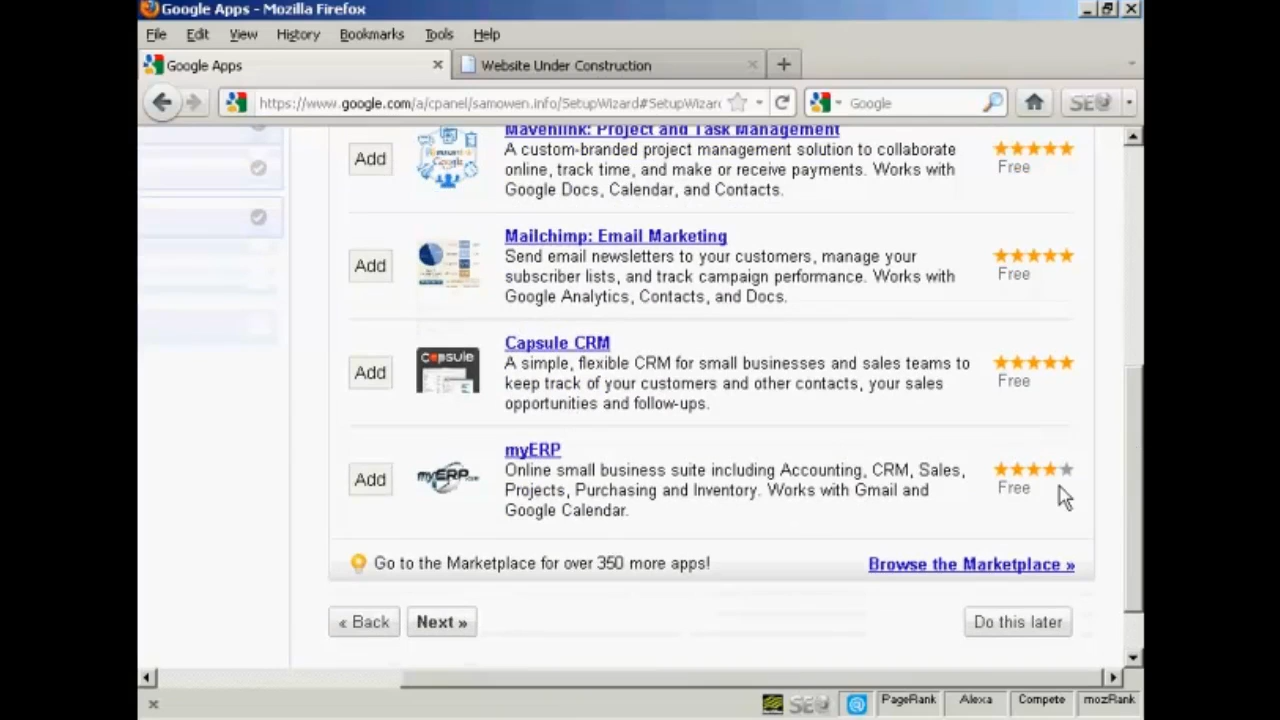 Google Apps - Mozilla Firefox
File Edit View History Bookmarks Tools Help
Google Apps
Website Under Construction
https://www.google.com/a/cpanel/samowen.info/SetupWizard#SetupWizar
Google
SEO
Mavenlink: Project and Task Management
Add
A custom-branded project management solution to collaborate
online, track time, and make or receive payments. Works with
Google Docs, Calendar, and Contacts.
Free
Mailchimp: Email Marketing
Add
Send email newsletters to your customers, manage your
subscriber lists, and track campaign performance. Works with
Google Analytics, Contacts, and Docs.
Free
Capsule CRM
Add
Capsule
A simple, flexible CRM for small businesses and sales teams to
keep track of your customers and other contacts, your sales
opportunities and follow-ups.
Free
myERP
Add
myERP.com
Online small business suite including Accounting, CRM, Sales,
Projects, Purchasing and Inventory. Works with Gmail and
Google Calendar.
Free
Go to the Marketplace for over 350 more apps!
Browse the Marketplace »
« Back
Next »
Do this later
SEO
PageRank
Alexa
Compete
mozRank